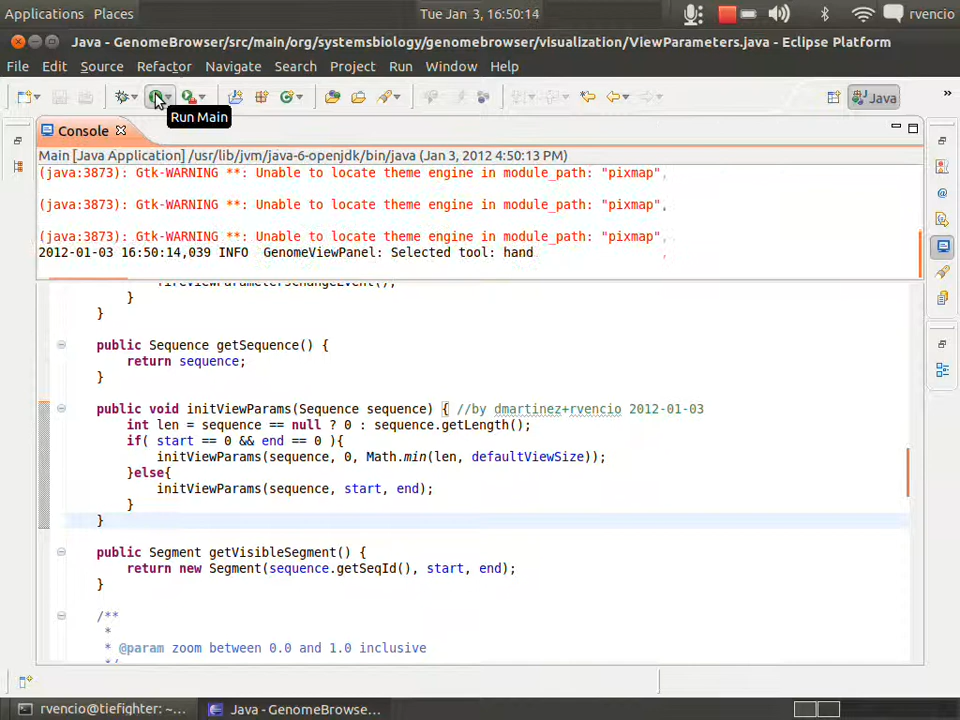 Applications Places Tue Jan 3, 16:50:14 rvencio
Java - GenomeBrowser/src/main/org/systemsbiology/genomebrowser/visualization/ViewParameters.java - Eclipse Platform
File Edit Source Refactor Navigate Search Project Run Window Help
Java »
Run Main
Console
Main [Java Application] /usr/lib/jvm/java-6-openjdk/bin/java (Jan 3, 2012 4:50:13 PM)
(java:3873): Gtk-WARNING **: Unable to locate theme engine in module_path: "pixmap",
(java:3873): Gtk-WARNING **: Unable to locate theme engine in module_path: "pixmap",
(java:3873): Gtk-WARNING **: Unable to locate theme engine in module_path: "pixmap",
2012-01-03 16:50:14,039 INFO  GenomeViewPanel: Selected tool: hand
fireViewParametersChangeEvent();
}
}
public Sequence getSequence() {
return sequence;
}
public void initViewParams(Sequence sequence) { //by dmartinez+rvencio 2012-01-03
int len = sequence == null ? 0 : sequence.getLength();
if( start == 0 && end == 0 ){
initViewParams(sequence, 0, Math.min(len, defaultViewSize));
}else{
initViewParams(sequence, start, end);
}
}
public Segment getVisibleSegment() {
return new Segment(sequence.getSeqId(), start, end);
}
/**
*
* @param zoom between 0.0 and 1.0 inclusive
*/
rvencio@tiefighter: ~... Java - GenomeBrowse...